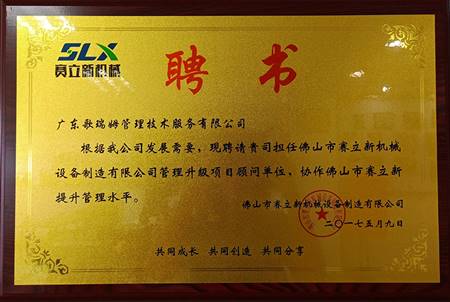 SLX
赛立新机械
聘书
广东歌瑞姆管理技术服务有限公司
根据我公司发展需要,现聘请贵司担任佛山市赛立新机械
设备制造有限公司管理升级项目顾问单位,协作佛山市赛立新
提升管理水平。
佛山市赛立新机械设备制造有限公司
二〇一七五月九日
共同成长 共同创造 共同分享